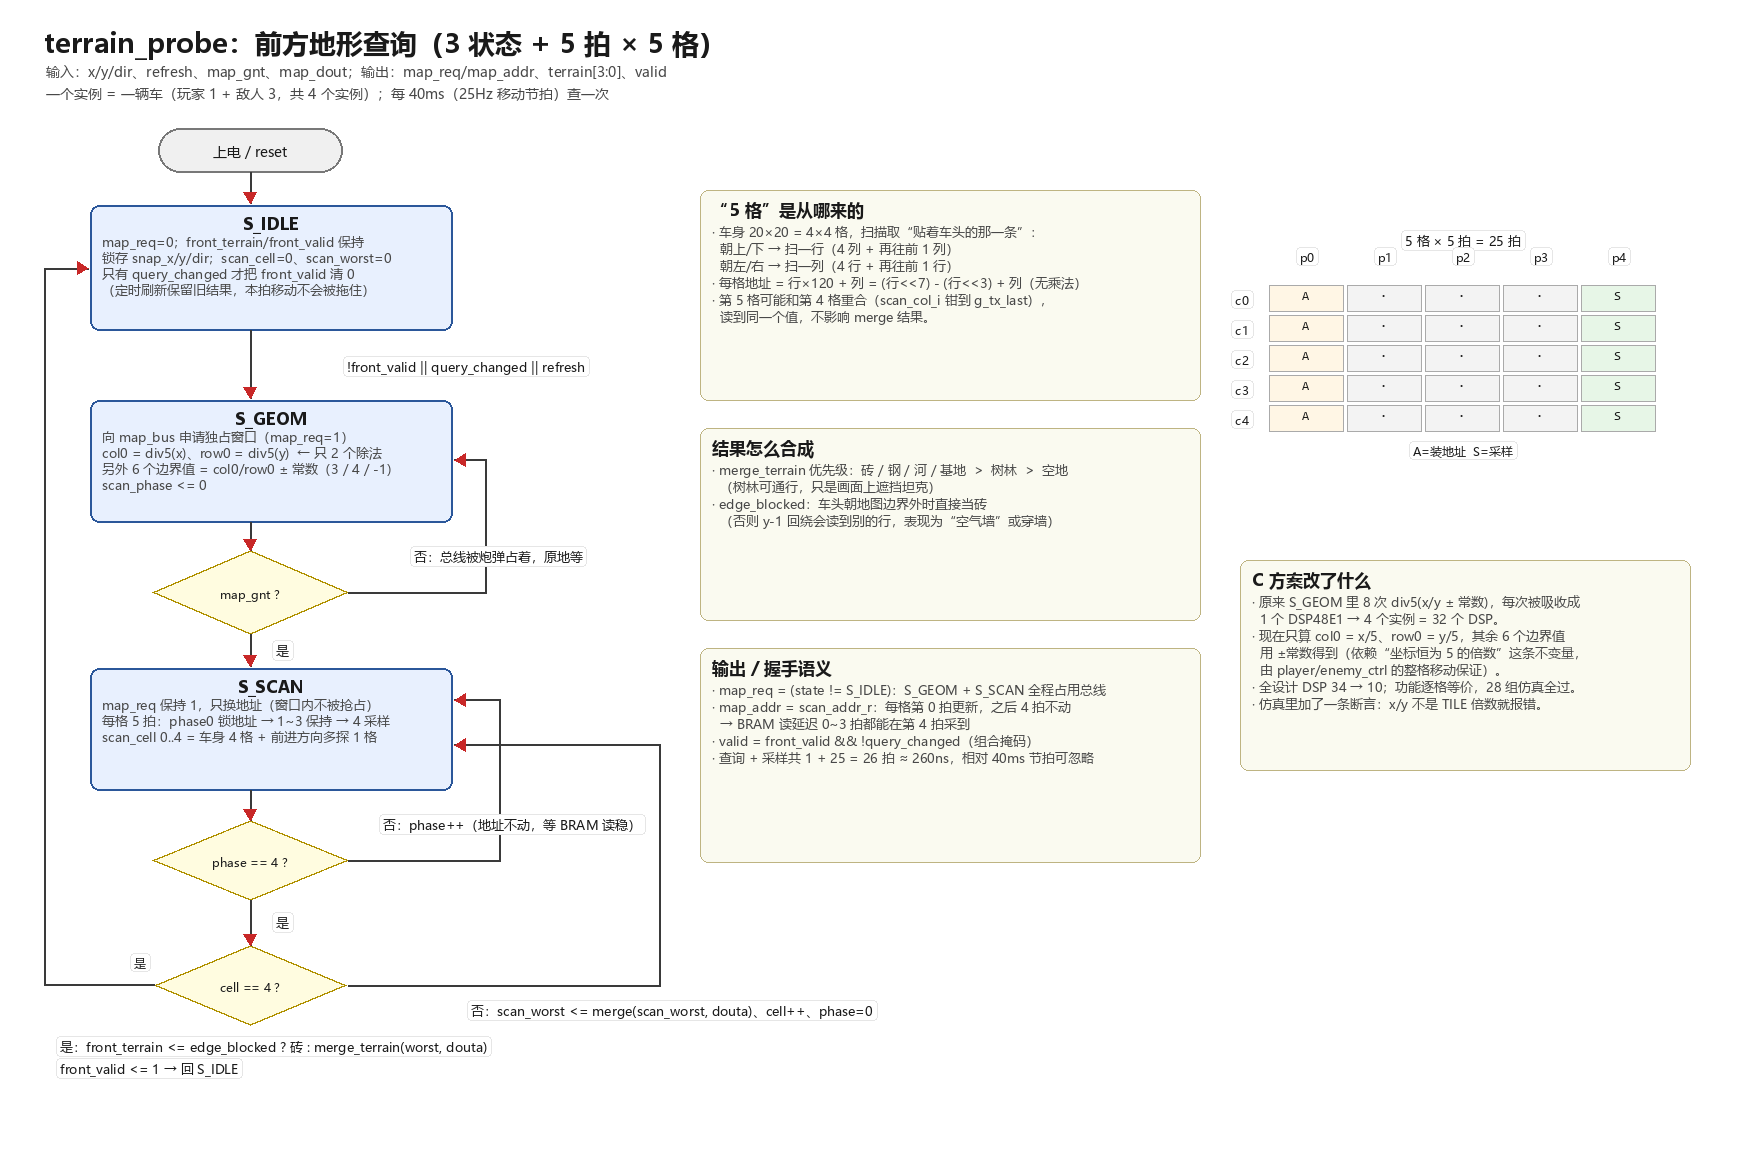 terrain_probe：前方地形查询（3 状态 + 5 拍 × 5 格）
输入：x/y/dir、refresh、map_gnt、map_dout；输出：map_req/map_addr、terrain[3:0]、valid
一个实例 = 一辆车（玩家 1 + 敌人 3，共 4 个实例）；每 40ms（25Hz 移动节拍）查一次
上电 / reset
S_IDLE
map_req=0；front_terrain/front_valid 保持
锁存 snap_x/y/dir；scan_cell=0、scan_worst=0
只有 query_changed 才把 front_valid 清 0
（定时刷新保留旧结果，本拍移动不会被拖住）
!front_valid || query_changed || refresh
S_GEOM
向 map_bus 申请独占窗口（map_req=1）
col0 = div5(x)、row0 = div5(y) ← 只 2 个除法
另外 6 个边界值 = col0/row0 ± 常数（3 / 4 / -1）
scan_phase <= 0
否：总线被炮弹占着，原地等
map_gnt ?
是
S_SCAN
map_req 保持 1，只换地址（窗口内不被抢占）
每格 5 拍：phase0 锁地址 → 1~3 保持 → 4 采样
scan_cell 0..4 = 车身 4 格 + 前进方向多探 1 格
否：phase++（地址不动，等 BRAM 读稳）
phase == 4 ?
是
是
cell == 4 ?
否：scan_worst <= merge(scan_worst, douta)、cell++、phase=0
是：front_terrain <= edge_blocked ? 砖 : merge_terrain(worst, douta)
front_valid <= 1 → 回 S_IDLE
“5 格”是从哪来的
· 车身 20×20 = 4×4 格，扫描取“贴着车头的那一条”：
朝上/下 → 扫一行（4 列 + 再往前 1 列）
朝左/右 → 扫一列（4 行 + 再往前 1 行）
· 每格地址 = 行×120 + 列 = (行<<7) - (行<<3) + 列（无乘法）
· 第 5 格可能和第 4 格重合（scan_col_i 钳到 g_tx_last），
读到同一个值，不影响 merge 结果。
结果怎么合成
· merge_terrain 优先级：砖 / 钢 / 河 / 基地 > 树林 > 空地
（树林可通行，只是画面上遮挡坦克）
· edge_blocked：车头朝地图边界外时直接当砖
（否则 y-1 回绕会读到别的行，表现为“空气墙”或穿墙）
输出 / 握手语义
· map_req = (state != S_IDLE)：S_GEOM + S_SCAN 全程占用总线
· map_addr = scan_addr_r：每格第 0 拍更新，之后 4 拍不动
→ BRAM 读延迟 0~3 拍都能在第 4 拍采到
· valid = front_valid && !query_changed（组合掩码）
· 查询 + 采样共 1 + 25 = 26 拍 ≈ 260ns，相对 40ms 节拍可忽略
5 格 × 5 拍 = 25 拍
p0 p1 p2 p3 p4
c0 A · · · S
c1 A · · · S
c2 A · · · S
c3 A · · · S
c4 A · · · S
A=装地址 S=采样
C 方案改了什么
· 原来 S_GEOM 里 8 次 div5(x/y ± 常数)，每次被吸收成
1 个 DSP48E1 → 4 个实例 = 32 个 DSP。
· 现在只算 col0 = x/5、row0 = y/5，其余 6 个边界值
用 ±常数得到（依赖“坐标恒为 5 的倍数”这条不变量，
由 player/enemy_ctrl 的整格移动保证）。
· 全设计 DSP 34 → 10；功能逐格等价，28 组仿真全过。
· 仿真里加了一条断言：x/y 不是 TILE 倍数就报错。